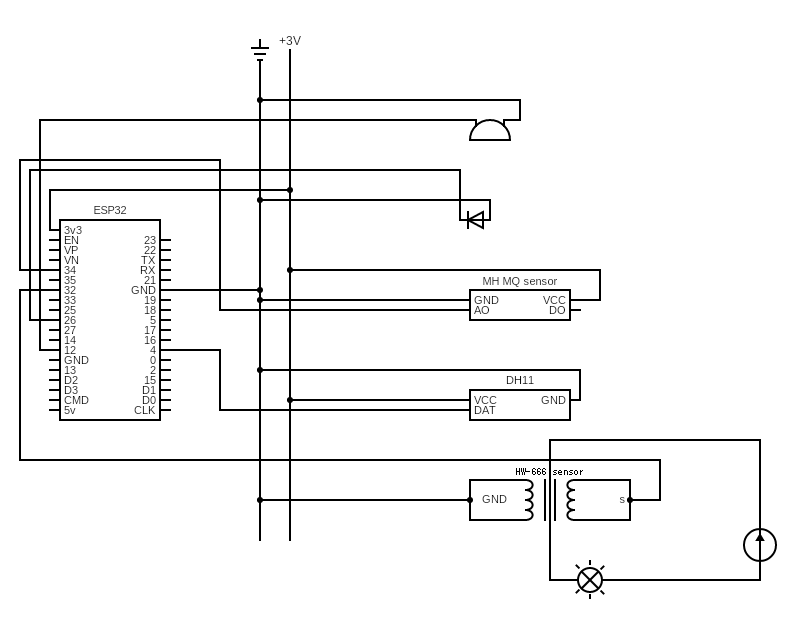 +3V
ESP32
3v3
EN
VP
VN
34
35
32
33
25
26
27
14
12
GND
13
D2
D3
CMD
5v
23
22
TX
RX
21
GND
19
18
5
17
16
4
0
2
15
D1
D0
CLK
MH MQ sensor
GND VCC
AO DO
DH11
VCC GND
DAT
HW-666 sensor
GND s